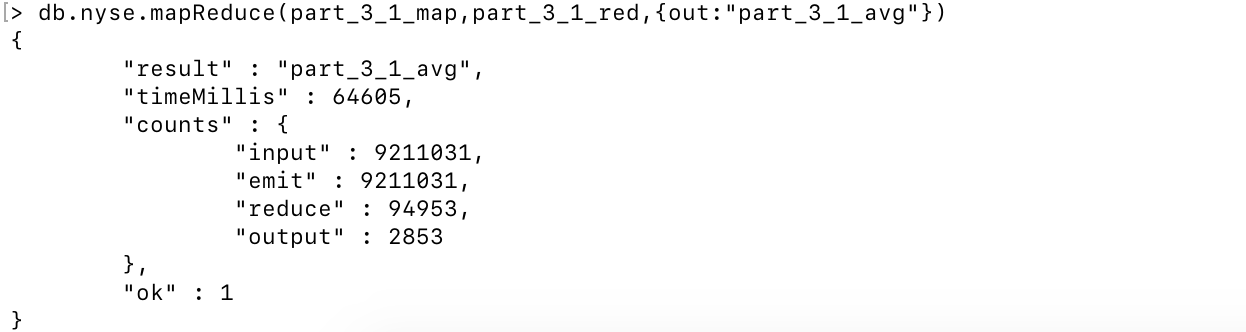 [> db.nyse.mapReduce(part_3_1_map,part_3_1_red,{out:"part_3_1_avg"})
{
        "result" : "part_3_1_avg",
        "timeMillis" : 64605,
        "counts" : {
                "input" : 9211031,
                "emit" : 9211031,
                "reduce" : 94953,
                "output" : 2853
        },
        "ok" : 1
}